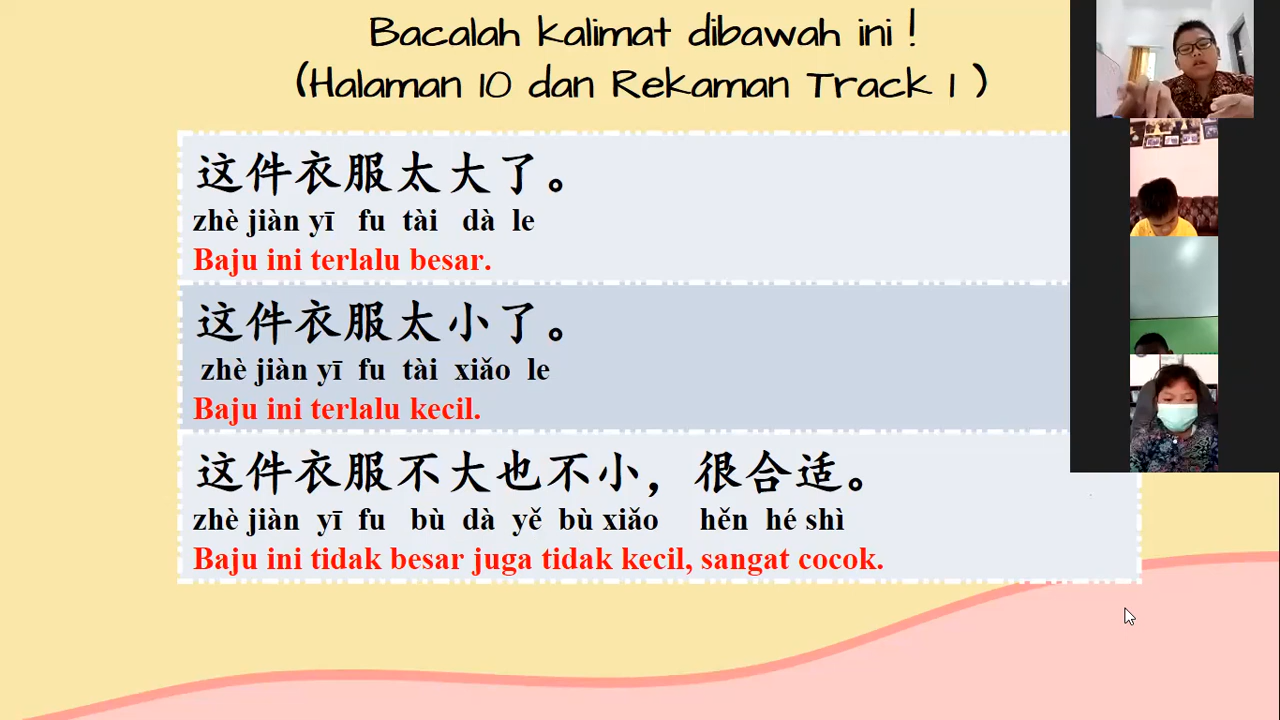 Bacalah kalimat dibawah ini !
(Halaman 10 dan Rekaman Track 1 )
这件衣服太大了。
zhè jiàn yī fu tài dà le
Baju ini terlalu besar.
这件衣服太小了。
zhè jiàn yī fu tài xiǎo le
Baju ini terlalu kecil.
这件衣服不大也不小，很合适。
zhè jiàn yī fu bù dà yě bù xiǎo hěn hé shì
Baju ini tidak besar juga tidak kecil, sangat cocok.